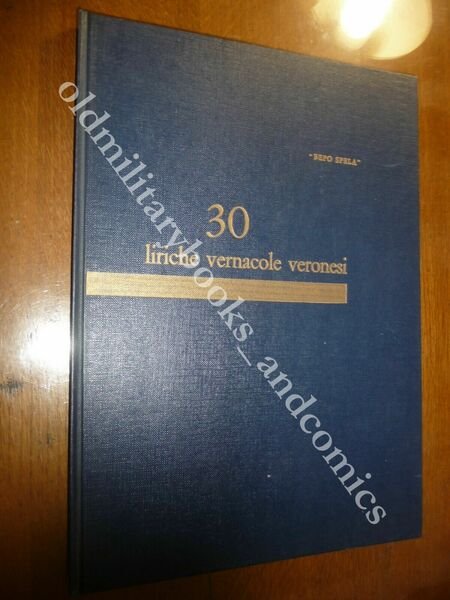 "BEPO SPELA"
30
liriche vernacole veronesi
oldmilitarybooks_andcomics